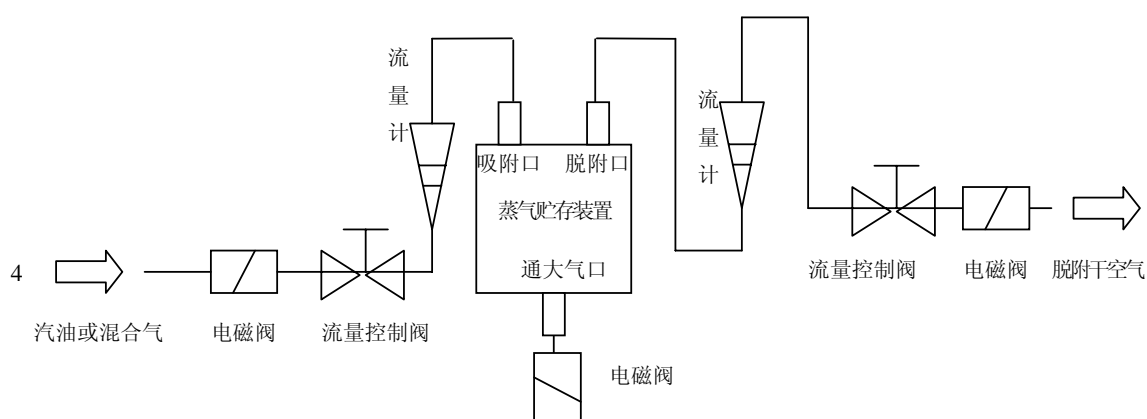 流量计
流量计
吸附口 脱附口
蒸气贮存装置
通大气口
4
汽油或混合气 电磁阀 流量控制阀
流量控制阀 电磁阀 脱附干空气
电磁阀